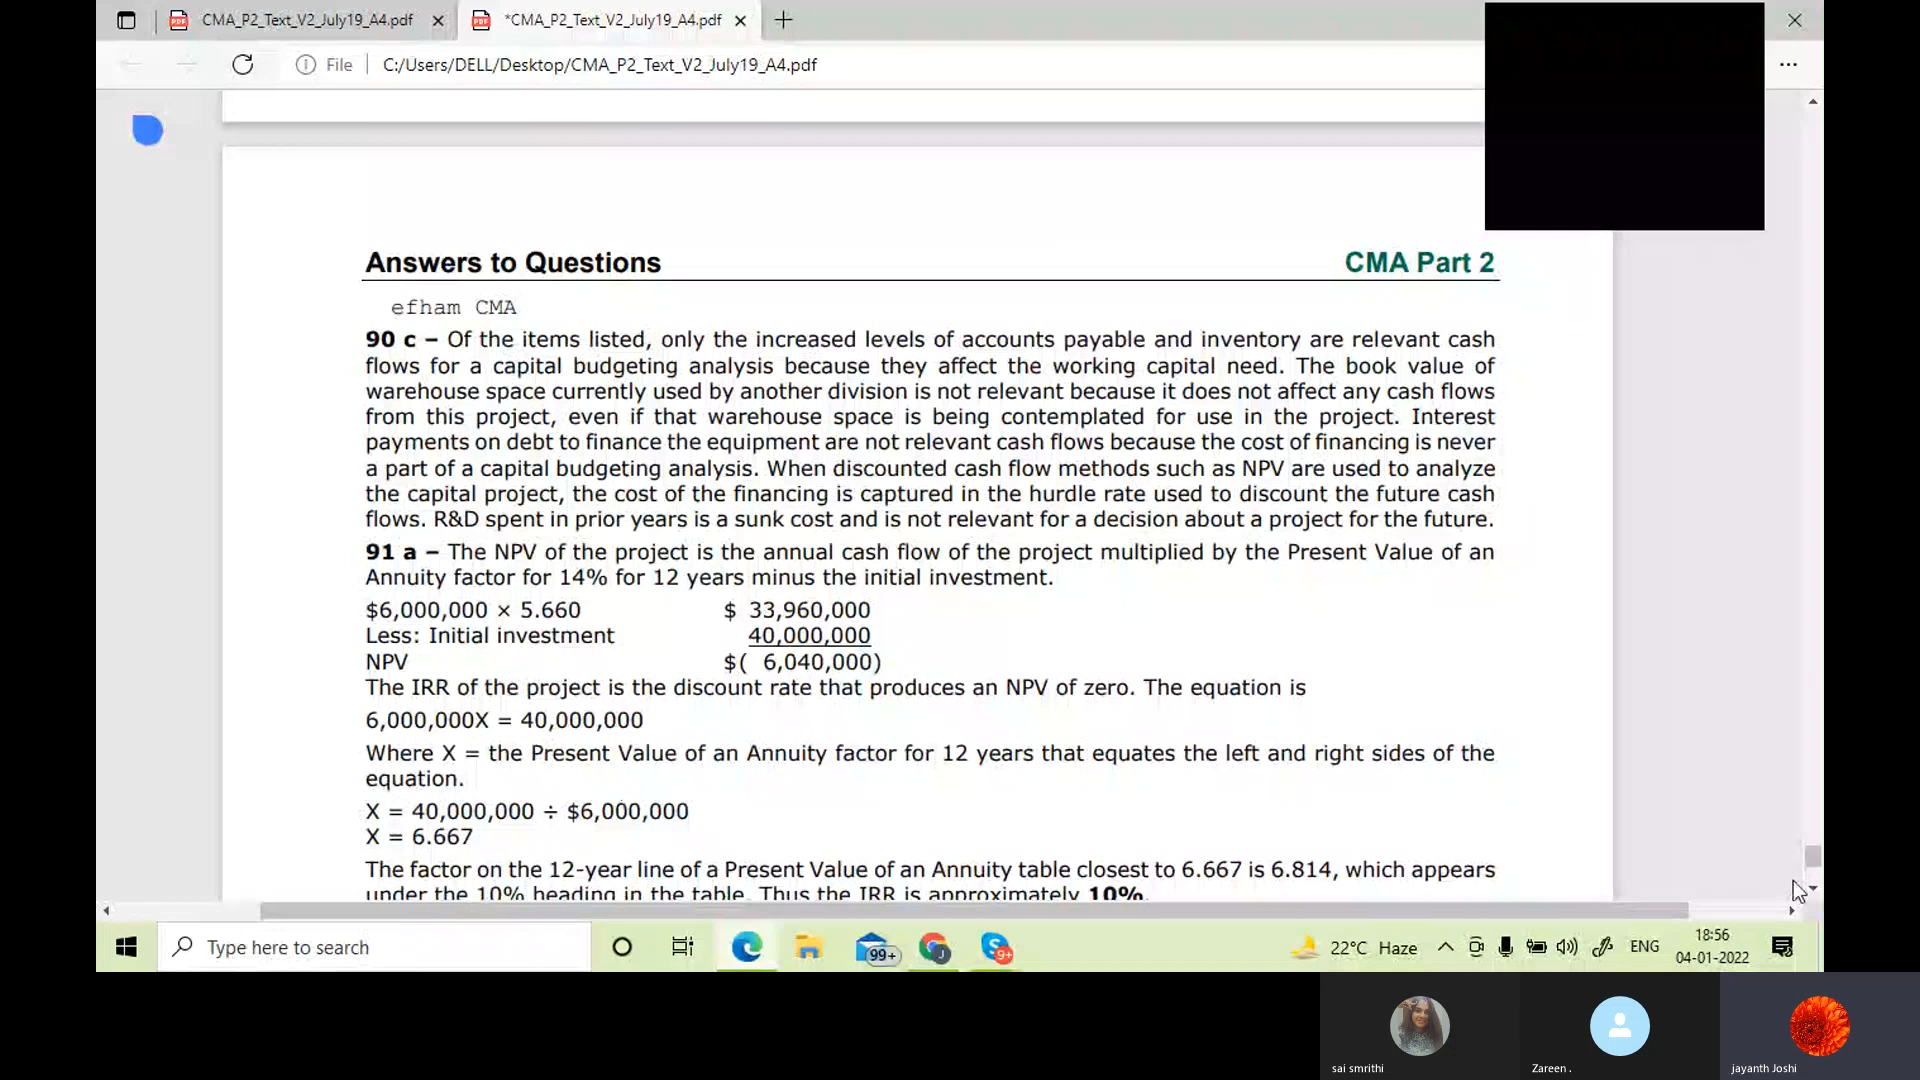 CMA_P2_Text_V2_July19_A4.pdf
*CMA_P2_Text_V2_July19_A4.pdf
File
C:/Users/DELL/Desktop/CMA_P2_Text_V2_July19_A4.pdf
Answers to Questions CMA Part 2
efham CMA
90 c – Of the items listed, only the increased levels of accounts payable and inventory are relevant cash
flows for a capital budgeting analysis because they affect the working capital need. The book value of
warehouse space currently used by another division is not relevant because it does not affect any cash flows
from this project, even if that warehouse space is being contemplated for use in the project. Interest
payments on debt to finance the equipment are not relevant cash flows because the cost of financing is never
a part of a capital budgeting analysis. When discounted cash flow methods such as NPV are used to analyze
the capital project, the cost of the financing is captured in the hurdle rate used to discount the future cash
flows. R&D spent in prior years is a sunk cost and is not relevant for a decision about a project for the future.
91 a – The NPV of the project is the annual cash flow of the project multiplied by the Present Value of an
Annuity factor for 14% for 12 years minus the initial investment.
$6,000,000 × 5.660 $ 33,960,000
Less: Initial investment 40,000,000
NPV $( 6,040,000)
The IRR of the project is the discount rate that produces an NPV of zero. The equation is
6,000,000X = 40,000,000
Where X = the Present Value of an Annuity factor for 12 years that equates the left and right sides of the
equation.
X = 40,000,000 ÷ $6,000,000
X = 6.667
The factor on the 12-year line of a Present Value of an Annuity table closest to 6.667 is 6.814, which appears
under the 10% heading in the table. Thus the IRR is approximately 10%.
Type here to search
99+
J
9+
22°C Haze
ENG
18:56
04-01-2022
sai smrithi
Zareen .
jayanth Joshi